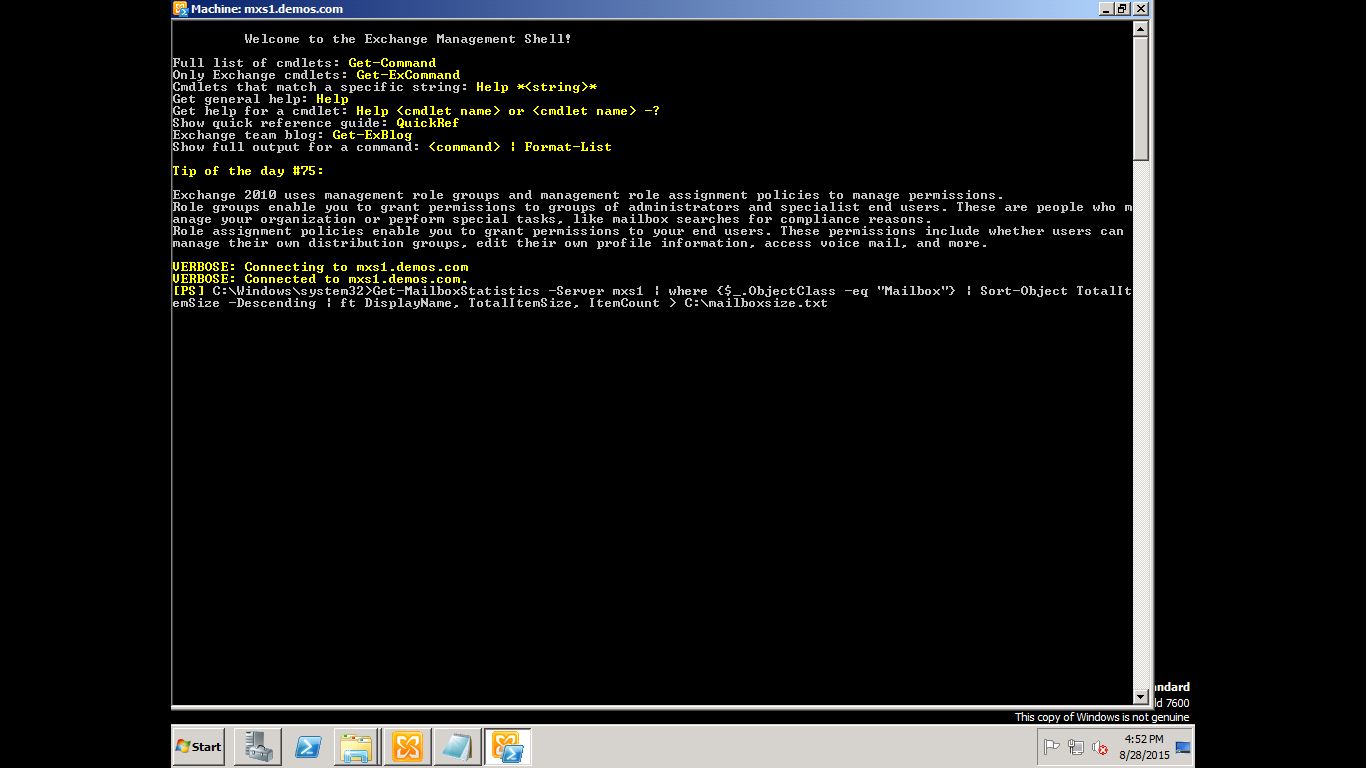 Machine: mxs1.demos.com
Welcome to the Exchange Management Shell!
Full list of cmdlets: Get-Command
Only Exchange cmdlets: Get-ExCommand
Cmdlets that match a specific string: Help *<string>*
Get general help: Help
Get help for a cmdlet: Help <cmdlet name> or <cmdlet name> -?
Show quick reference guide: QuickRef
Exchange team blog: Get-ExBlog
Show full output for a command: <command> | Format-List
Tip of the day #75:
Exchange 2010 uses management role groups and management role assignment policies to manage permissions.
Role groups enable you to grant permissions to groups of administrators and specialist end users. These are people who m
anage your organization or perform special tasks, like mailbox searches for compliance reasons.
Role assignment policies enable you to grant permissions to your end users. These permissions include whether users can
manage their own distribution groups, edit their own profile information, access voice mail, and more.
VERBOSE: Connecting to mxs1.demos.com
VERBOSE: Connected to mxs1.demos.com.
[PS] C:\Windows\system32>Get-MailboxStatistics -Server mxs1 | where {$_.ObjectClass -eq "Mailbox"} | Sort-Object TotalIt
emSize -Descending | ft DisplayName, TotalItemSize, ItemCount > C:\mailboxsize.txt
ndard
ld 7600
This copy of Windows is not genuine
Start
4:52 PM
8/28/2015